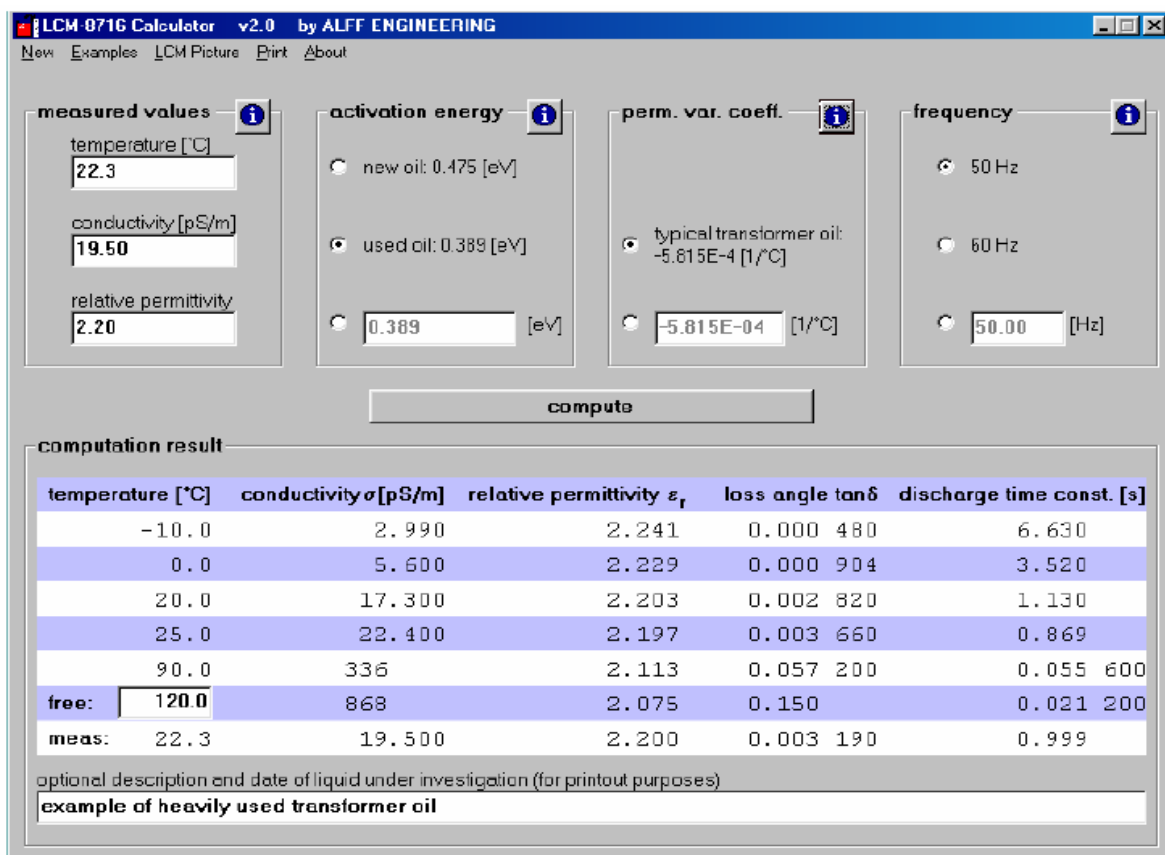 LCM-8716 Calculator v2.0 by ALFF ENGINEERING
New Examples LCM Picture Print About
measured values
temperature [°C]
22.3
conductivity [pS/m]
19.50
relative permittivity
2.20
activation energy
new oil: 0.475 [eV]
used oil: 0.389 [eV]
0.389 [eV]
perm. var. coeff.
typical transformer oil:
-5.815E-4 [1/°C]
-5.815E-04 [1/°C]
frequency
50 Hz
60 Hz
50.00 [Hz]
compute
computation result
temperature [°C] conductivity σ[pS/m] relative permittivity εr loss angle tanδ discharge time const. [s]
-10.0 2.990 2.241 0.000 480 6.630
0.0 5.600 2.229 0.000 904 3.520
20.0 17.300 2.203 0.002 820 1.130
25.0 22.400 2.197 0.003 660 0.869
90.0 336 2.113 0.057 200 0.055 600
free: 120.0 868 2.075 0.150 0.021 200
meas: 22.3 19.500 2.200 0.003 190 0.999
optional description and date of liquid under investigation (for printout purposes)
example of heavily used transformer oil